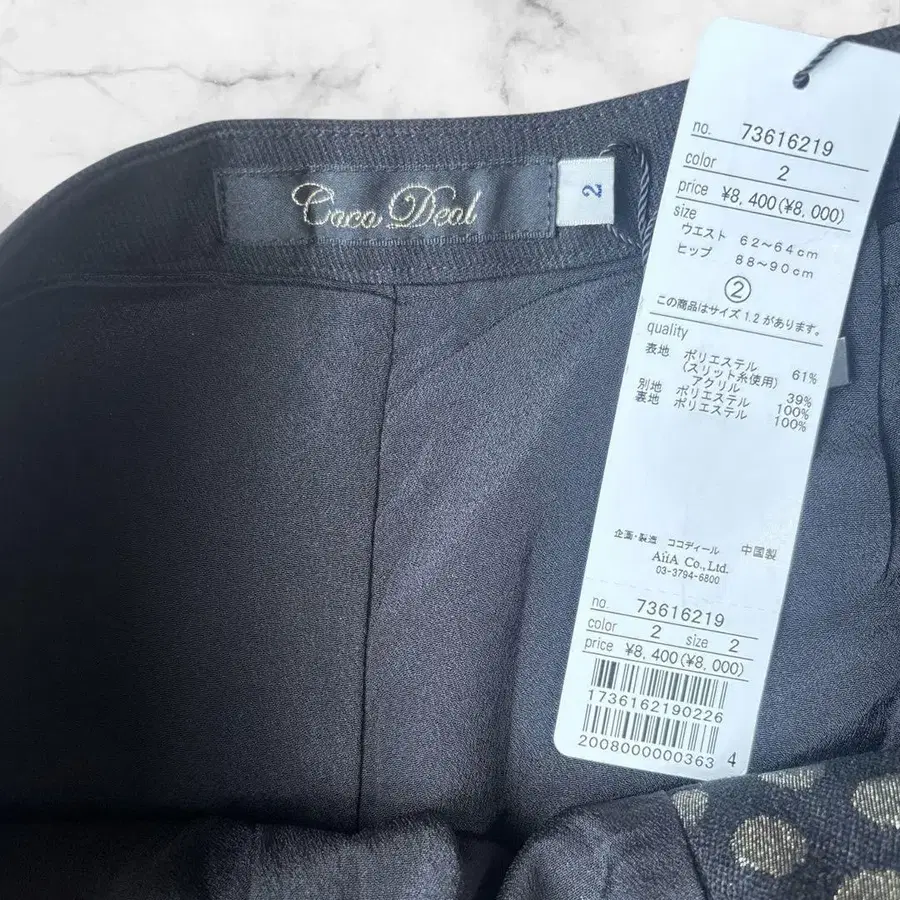 Coco Deal
2
no. 73616219
color 2
price ¥8,400(¥8,000)
size
ウエスト 62～64cm
ヒップ 88～90cm
②
この商品はサイズ 1.2 があります。
quality
表地 ポリエステル 61%
(スリット糸使用)
アクリル 39%
別地 ポリエステル 100%
裏地 ポリエステル 100%
企画・製造 ココディール 中国製
AiiA Co.,Ltd.
03-3794-6800
no. 73616219
color 2 size 2
price ¥8,400(¥8,000)
1736162190226
2008000000363 4